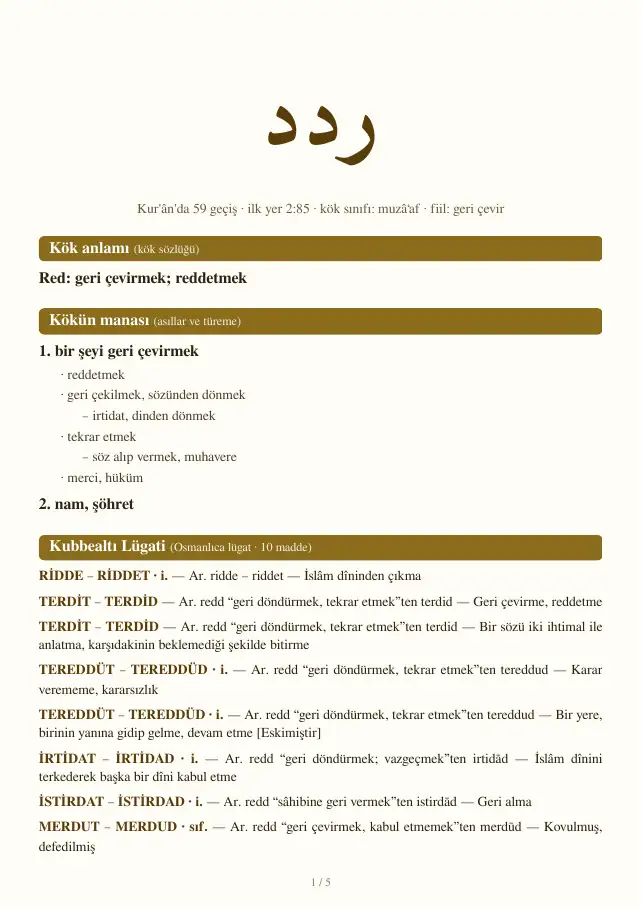 ردد
Kur'ân'da 59 geçiş · ilk yer 2:85 · kök sınıfı: muzâ'af · fiil: geri çevir
Kök anlamı (kök sözlüğü)
Red: geri çevirmek; reddetmek
Kökün manası (asıllar ve türeme)
1. bir şeyi geri çevirmek
· reddetmek
· geri çekilmek, sözünden dönmek
– irtidat, dinden dönmek
· tekrar etmek
– söz alıp vermek, muhavere
· merci, hüküm
2. nam, şöhret
Kubbealtı Lügati (Osmanlıca lügat · 10 madde)
RİDDE – RİDDET · i. — Ar. ridde – riddet — İslâm dîninden çıkma
TERDİT – TERDİD — Ar. redd “geri döndürmek, tekrar etmek”ten terdid — Geri çevirme, reddetme
TERDİT – TERDİD — Ar. redd “geri döndürmek, tekrar etmek”ten terdid — Bir sözü iki ihtimal ile
anlatma, karşıdakinin beklemediği şekilde bitirme
TEREDDÜT – TEREDDÜD · i. — Ar. redd “geri döndürmek, tekrar etmek”ten tereddud — Karar
verememe, kararsızlık
TEREDDÜT – TEREDDÜD · i. — Ar. redd “geri döndürmek, tekrar etmek”ten tereddud — Bir yere,
birinin yanına gidip gelme, devam etme [Eskimiştir]
İRTİDAT – İRTİDAD · i. — Ar. redd “geri döndürmek; vazgeçmek”ten irtidād — İslâm dînini
terkederek başka bir dîni kabul etme
İSTİRDAT – İSTİRDAD · i. — Ar. redd “sâhibine geri vermek”ten istirdād — Geri alma
MERDUT – MERDUD · sıf. — Ar. redd “geri çevirmek, kabul etmemek”ten merdūd — Kovulmuş,
defedilmiş
1 / 5